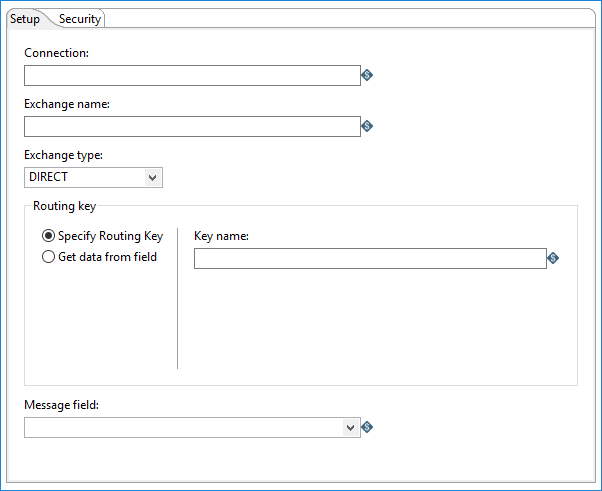 Setup
Security
Connection:
Exchange name:
Exchange type:
DIRECT
Routing key
Specify Routing Key
Get data from field
Key name:
Message field: